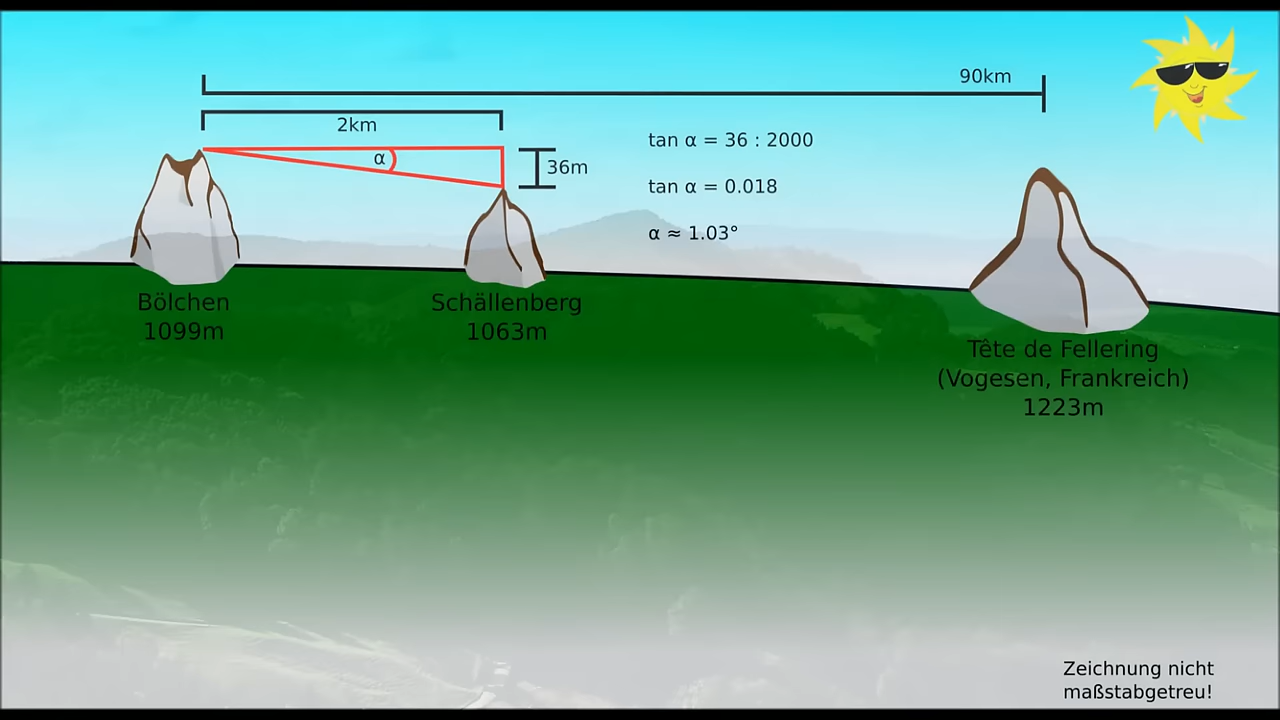 90km
2km
36m
α
tan α = 36 : 2000
tan α = 0.018
α ≈ 1.03°
Bölchen
1099m
Schällenberg
1063m
Tête de Fellering
(Vogesen, Frankreich)
1223m
Zeichnung nicht
maßstabgetreu!